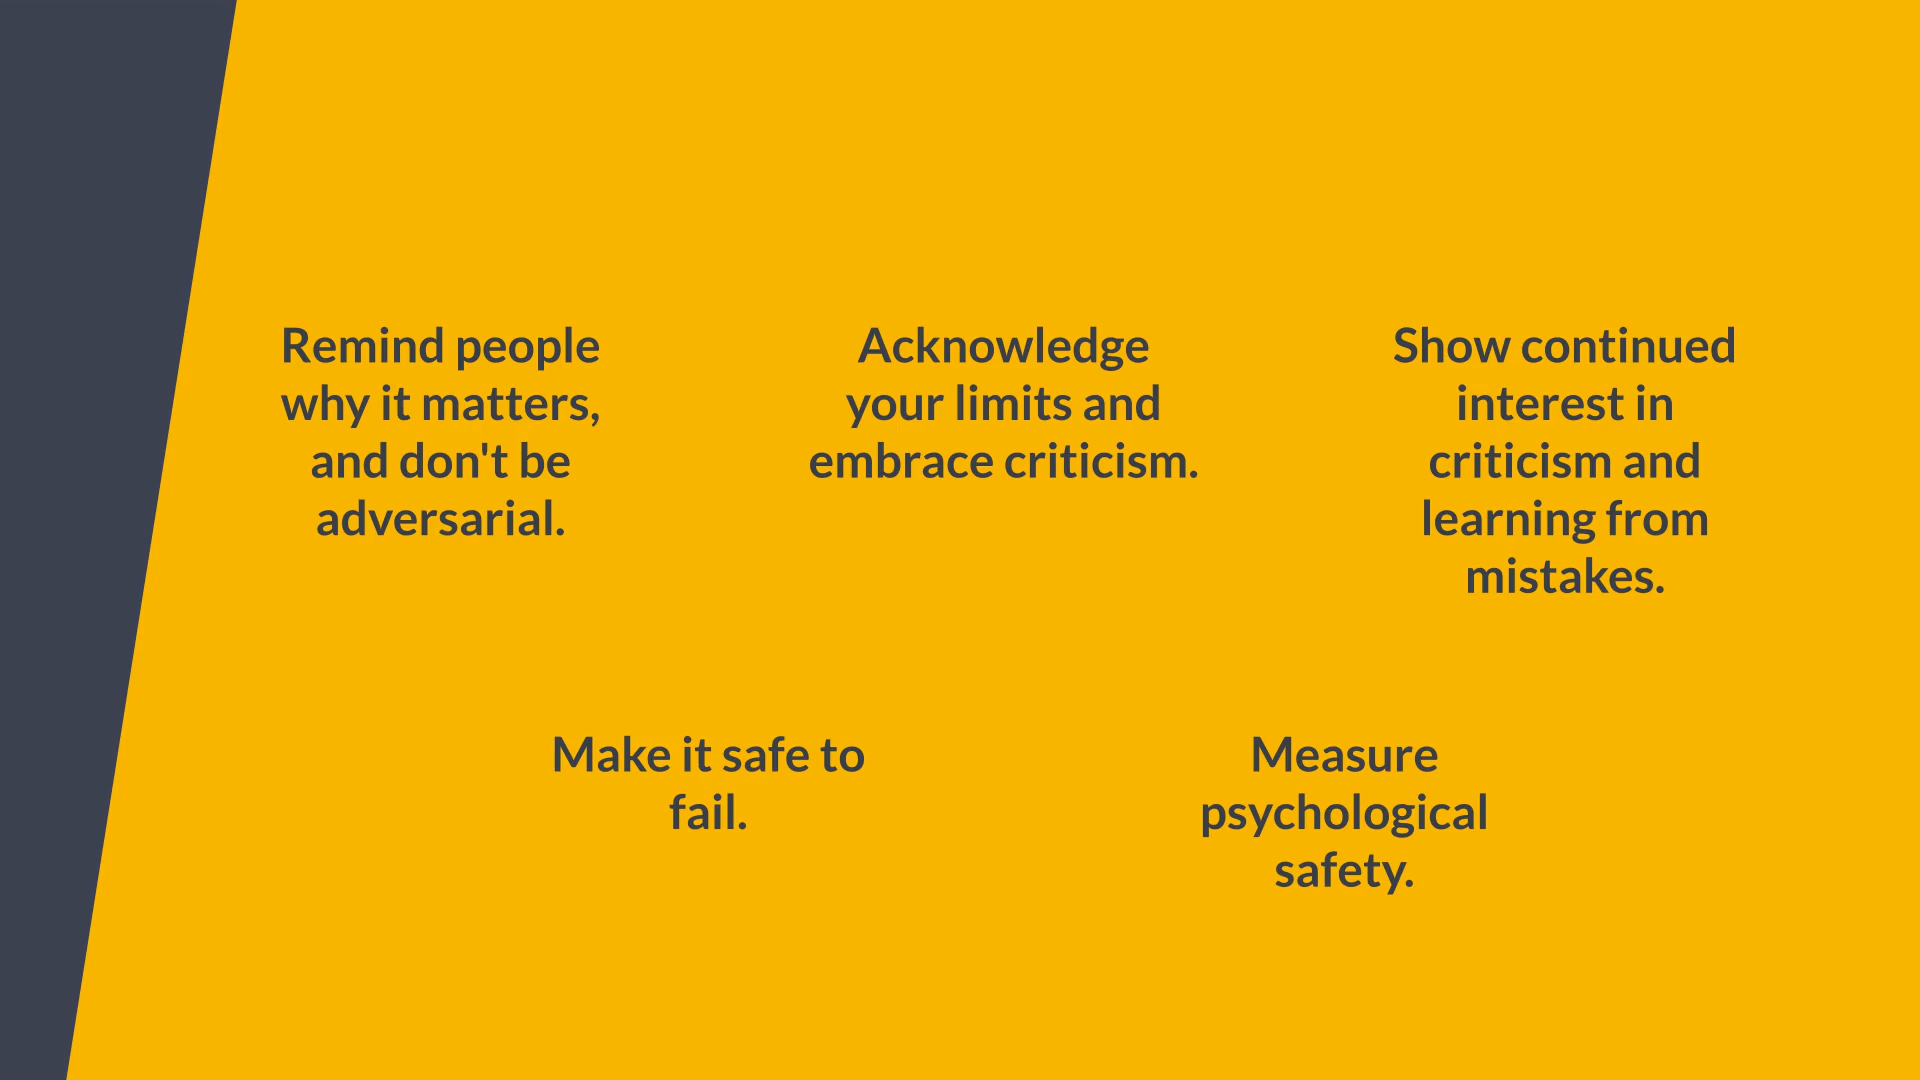 Remind people
why it matters,
and don't be
adversarial.
Acknowledge
your limits and
embrace criticism.
Show continued
interest in
criticism and
learning from
mistakes.
Make it safe to
fail.
Measure
psychological
safety.